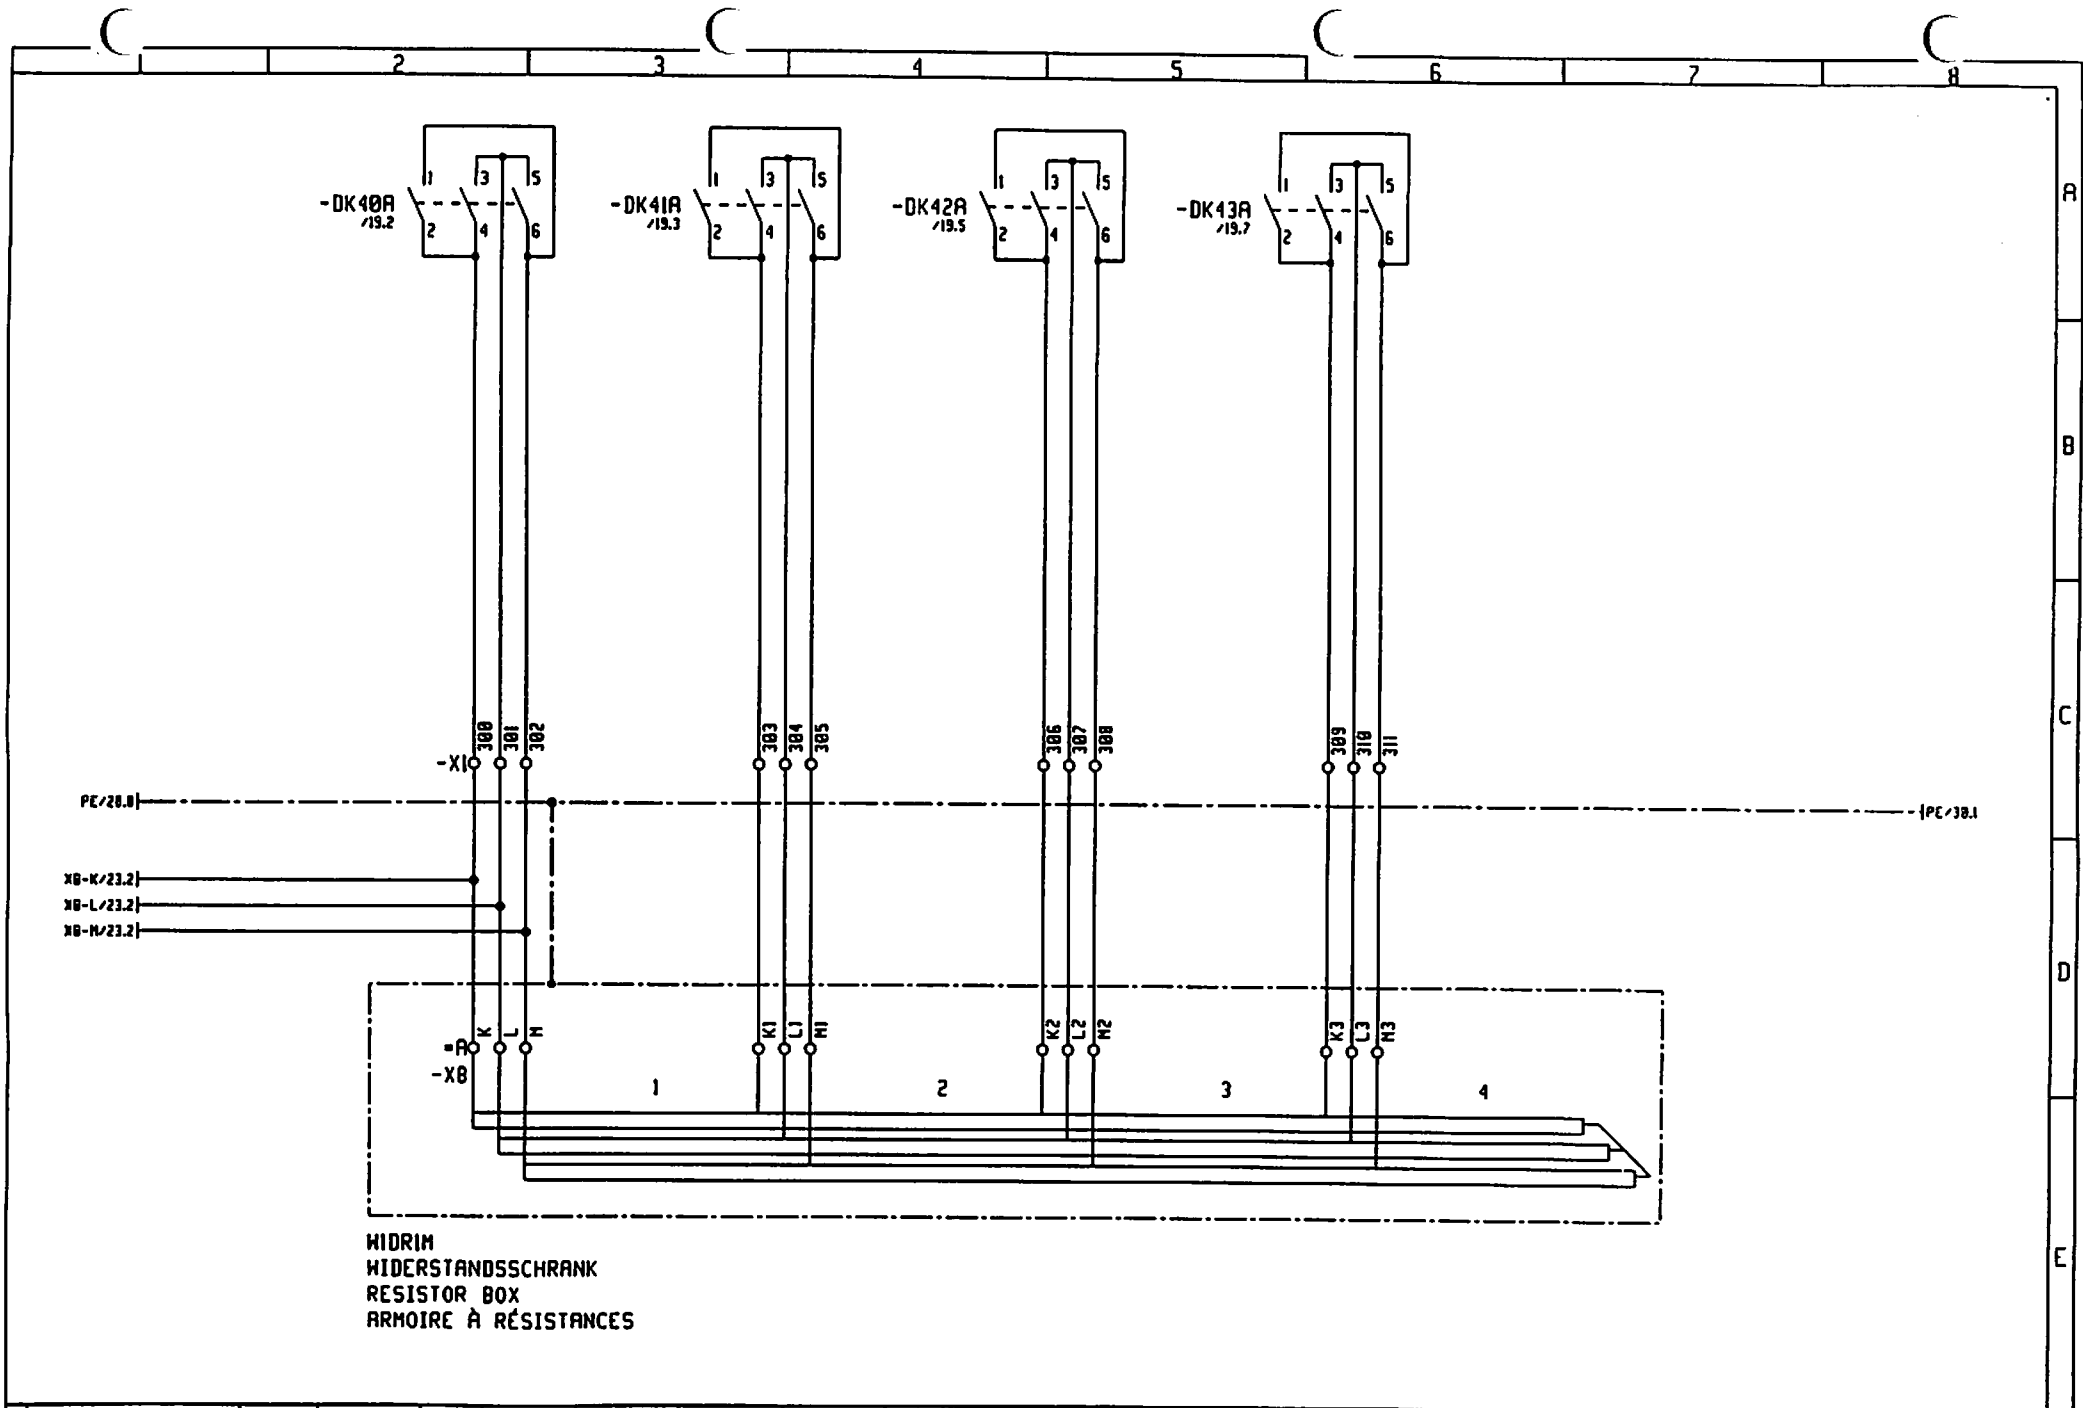 2 3 4 5 6 7 8
A
B
C
D
E
-DK40A
/19.2
1 3 5
2 4 6
-DK41A
/19.3
1 3 5
2 4 6
-DK42A
/19.5
1 3 5
2 4 6
-DK43A
/19.7
1 3 5
2 4 6
-X1 300 301 302 303 304 305 306 307 308 309 310 311
PE/28.8
PE/30.1
XB-K/23.2
XB-L/23.2
XB-M/23.2
=A K L M K1 L1 M1 K2 L2 M2 K3 L3 M3
-XB
1 2 3 4
WIDRIM
WIDERSTANDSSCHRANK
RESISTOR BOX
ARMOIRE À RÉSISTANCES